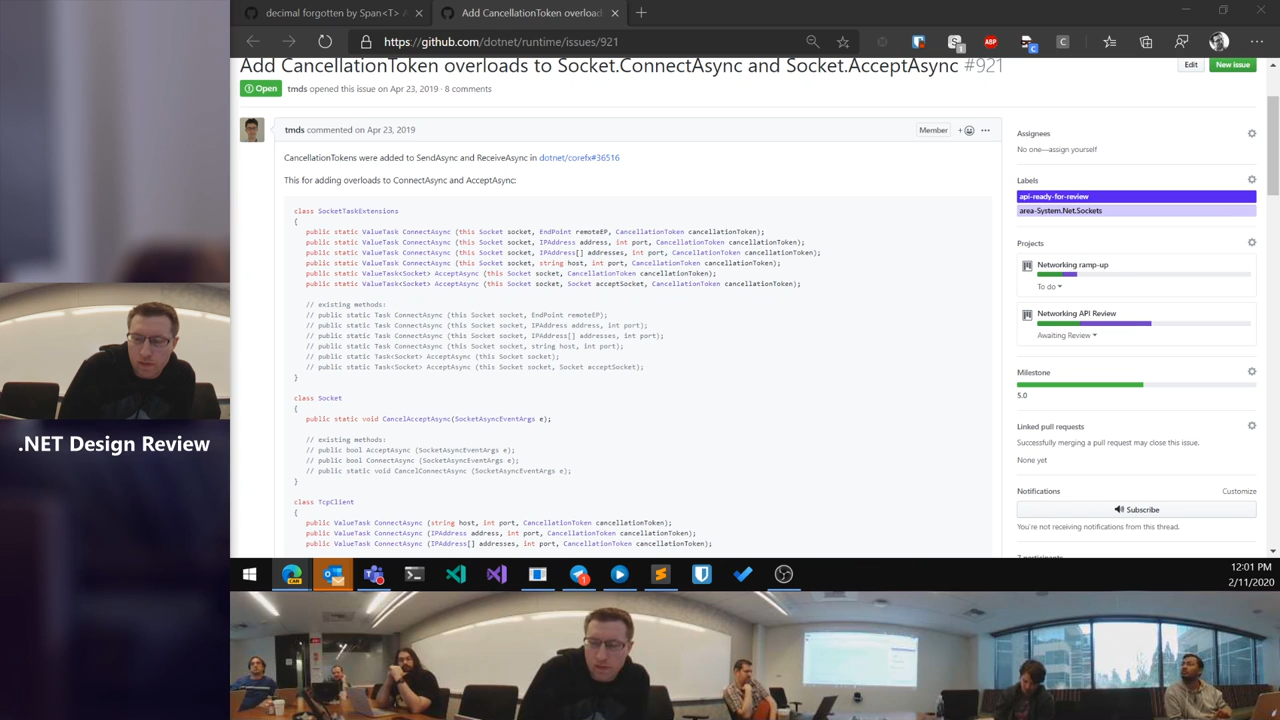 decimal forgotten by Span<T> A
Add CancellationToken overload
https://github.com/dotnet/runtime/issues/921
Add CancellationToken overloads to Socket.ConnectAsync and Socket.AcceptAsync #921
Edit
New issue
Open
tmds opened this issue on Apr 23, 2019 · 8 comments
tmds commented on Apr 23, 2019
Member
CancellationTokens were added to SendAsync and ReceiveAsync in dotnet/corefx#36516
This for adding overloads to ConnectAsync and AcceptAsync:
class SocketTaskExtensions
{
public static ValueTask ConnectAsync (this Socket socket, EndPoint remoteEP, CancellationToken cancellationToken);
public static ValueTask ConnectAsync (this Socket socket, IPAddress address, int port, CancellationToken cancellationToken);
public static ValueTask ConnectAsync (this Socket socket, IPAddress[] addresses, int port, CancellationToken cancellationToken);
public static ValueTask ConnectAsync (this Socket socket, string host, int port, CancellationToken cancellationToken);
public static ValueTask<Socket> AcceptAsync (this Socket socket, CancellationToken cancellationToken);
public static ValueTask<Socket> AcceptAsync (this Socket socket, Socket acceptSocket, CancellationToken cancellationToken);
// existing methods:
// public static Task ConnectAsync (this Socket socket, EndPoint remoteEP);
// public static Task ConnectAsync (this Socket socket, IPAddress address, int port);
// public static Task ConnectAsync (this Socket socket, IPAddress[] addresses, int port);
// public static Task ConnectAsync (this Socket socket, string host, int port);
// public static Task<Socket> AcceptAsync (this Socket socket);
// public static Task<Socket> AcceptAsync (this Socket socket, Socket acceptSocket);
}
class Socket
{
public static void CancelAcceptAsync(SocketAsyncEventArgs e);
// existing methods:
// public bool AcceptAsync (SocketAsyncEventArgs e);
// public bool ConnectAsync (SocketAsyncEventArgs e);
// public static void CancelConnectAsync (SocketAsyncEventArgs e);
}
class TcpClient
{
public ValueTask ConnectAsync (string host, int port, CancellationToken cancellationToken);
public ValueTask ConnectAsync (IPAddress address, int port, CancellationToken cancellationToken);
public ValueTask ConnectAsync (IPAddress[] addresses, int port, CancellationToken cancellationToken);
Assignees
No one—assign yourself
Labels
api-ready-for-review
area-System.Net.Sockets
Projects
Networking ramp-up
To do
Networking API Review
Awaiting Review
Milestone
5.0
Linked pull requests
Successfully merging a pull request may close this issue.
None yet
Notifications
Customize
Subscribe
You're not receiving notifications from this thread.
7 participants
.NET Design Review
12:01 PM
2/11/2020